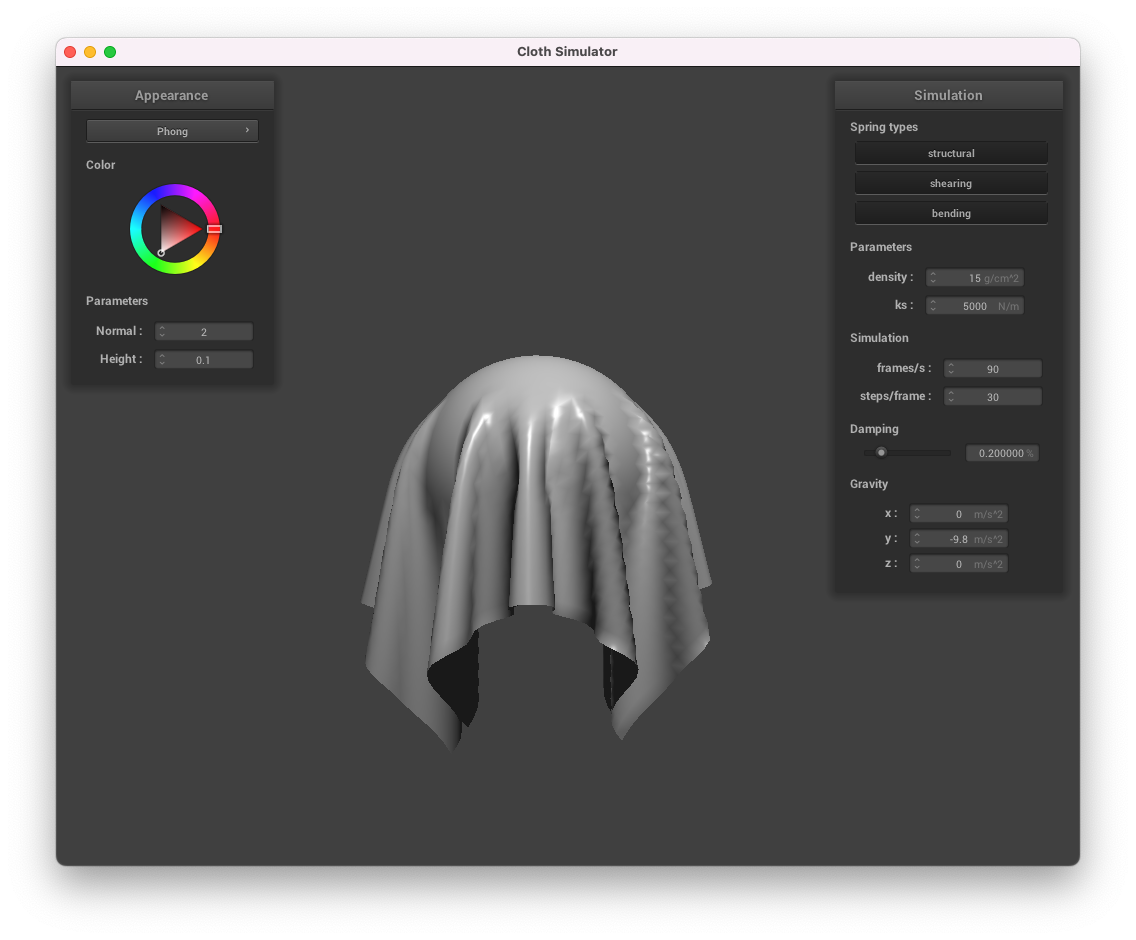 Cloth Simulator
Appearance
Phong ›
Color
Parameters
Normal : 2
Height : 0.1
Simulation
Spring types
structural
shearing
bending
Parameters
density : 15 g/cm^2
ks : 5000 N/m
Simulation
frames/s : 90
steps/frame : 30
Damping
0.200000 %
Gravity
x : 0 m/s^2
y : -9.8 m/s^2
z : 0 m/s^2